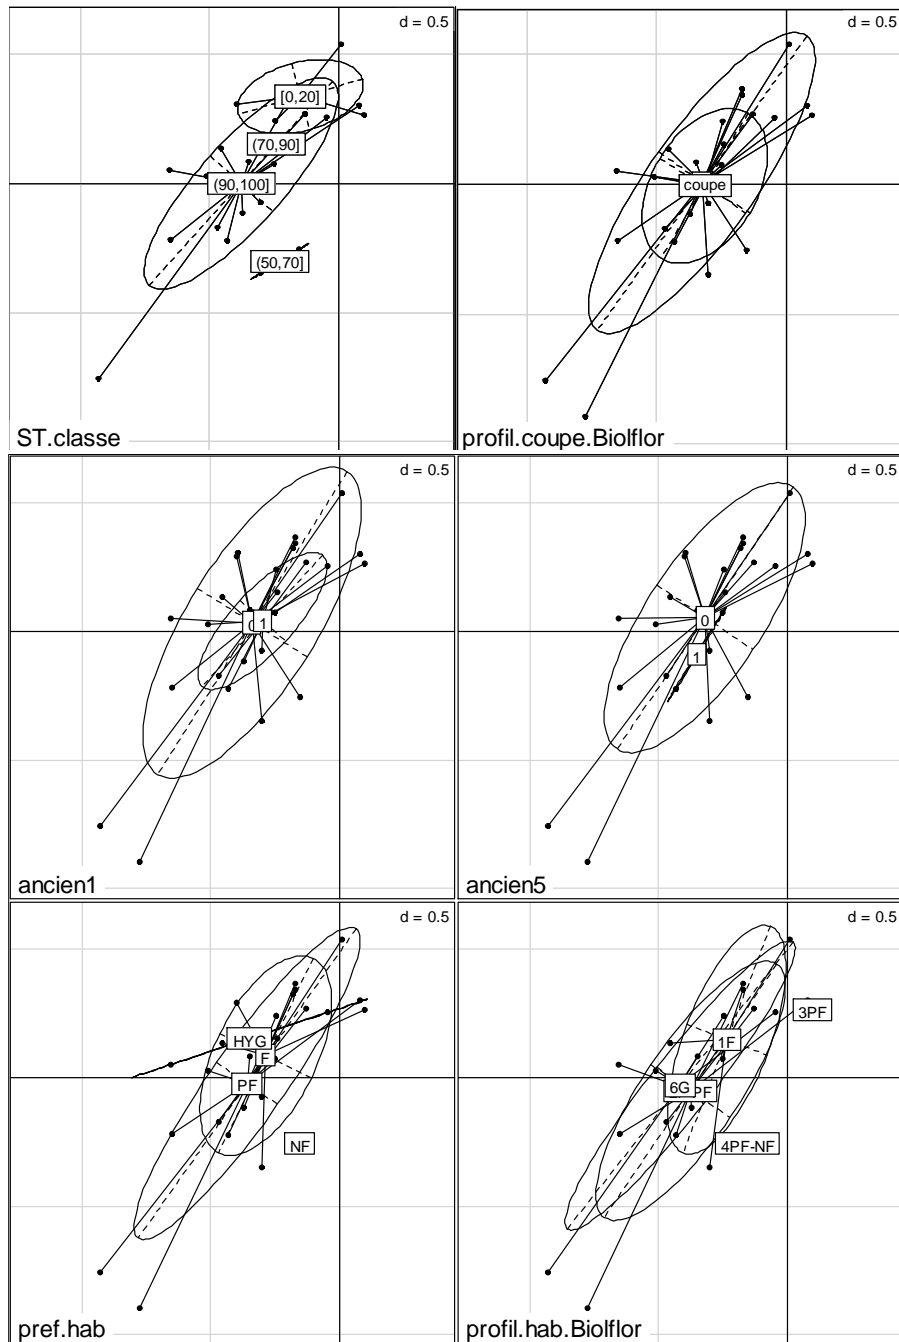 d = 0.5
[0,20]
(70,90]
(90,100]
(50,70]
ST.classe
d = 0.5
coupe
profil.coupe.Biolflor
d = 0.5
1
ancien1
d = 0.5
0
1
ancien5
d = 0.5
HYG
F
PF
NF
pref.hab
d = 0.5
3PF
1F
6G
PF
4PF-NF
profil.hab.Biolflor